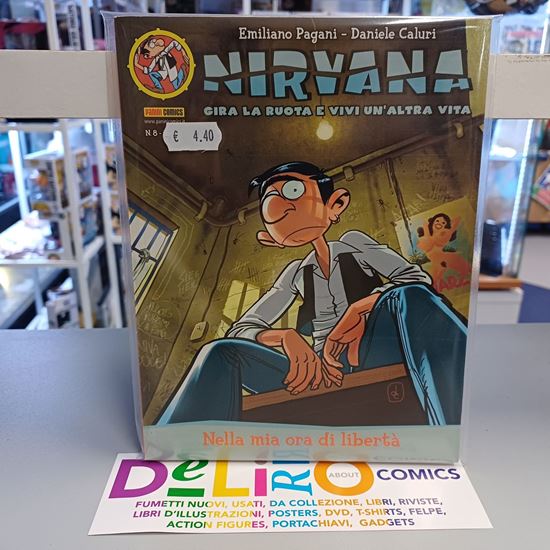 Emiliano Pagani - Daniele Caluri
NIRVANA
GIRA LA RUOTA E VIVI UN'ALTRA VITA
PANINI COMICS
N.8-
€ 4.40
Nella mia ora di libertà
DeLiRiO
ABOUT
COMICS
FUMETTI NUOVI, USATI, DA COLLEZIONE, LIBRI, RIVISTE,
LIBRI D'ILLUSTRAZIONI, POSTERS, DVD, T-SHIRTS, FELPE,
ACTION FIGURES, PORTACHIAVI, GADGETS